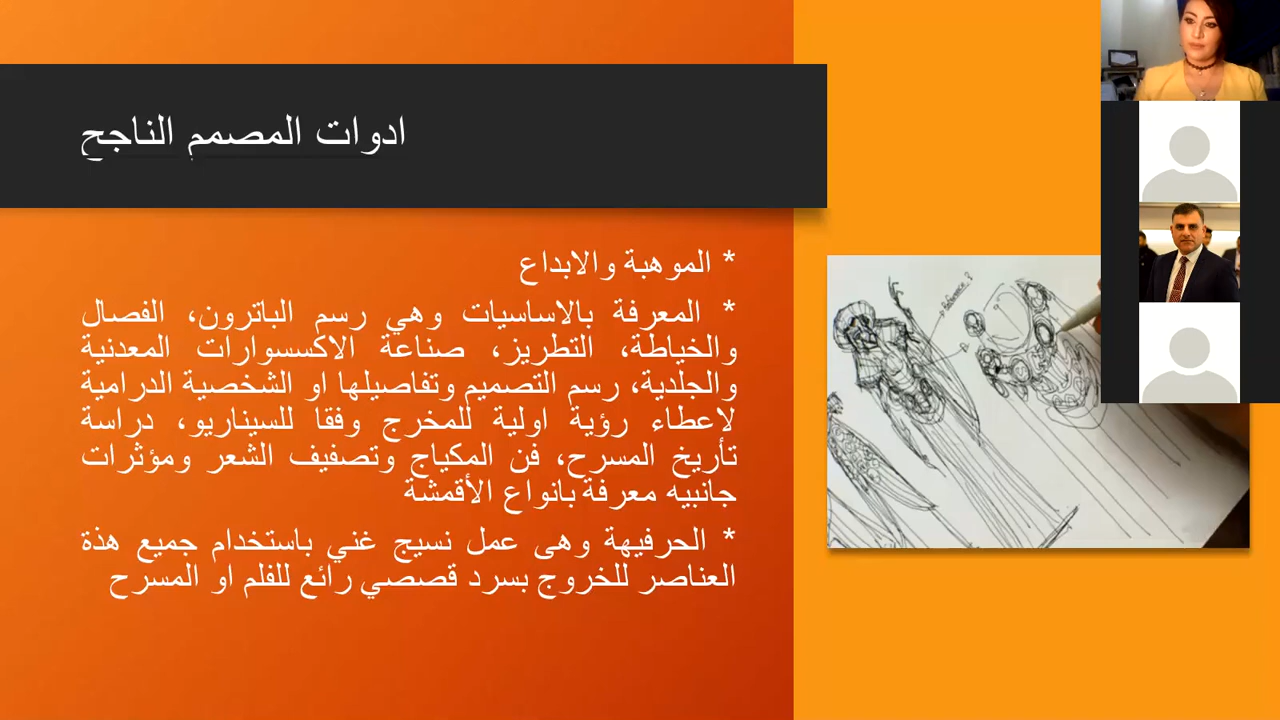 ادوات المصمم الناجح
* الموهبة والابداع
* المعرفة بالاساسيات وهي رسم الباترون، الفصال
والخياطة، التطريز، صناعة الاكسسوارات المعدنية
والجلدية، رسم التصميم وتفاصيلها او الشخصية الدرامية
لاعطاء رؤية اولية للمخرج وفقا للسيناريو، دراسة
تأريخ المسرح، فن المكياج وتصفيف الشعر ومؤثرات
جانبيه معرفة بانواع الأقمشة
* الحرفيهة وهى عمل نسيج غني باستخدام جميع هذة
العناصر للخروج بسرد قصصي رائع للفلم او المسرح